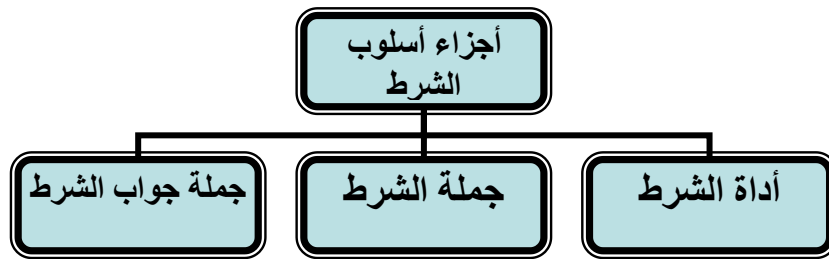 أجزاء أسلوب
الشرط
أداة الشرط
جملة الشرط
جملة جواب الشرط